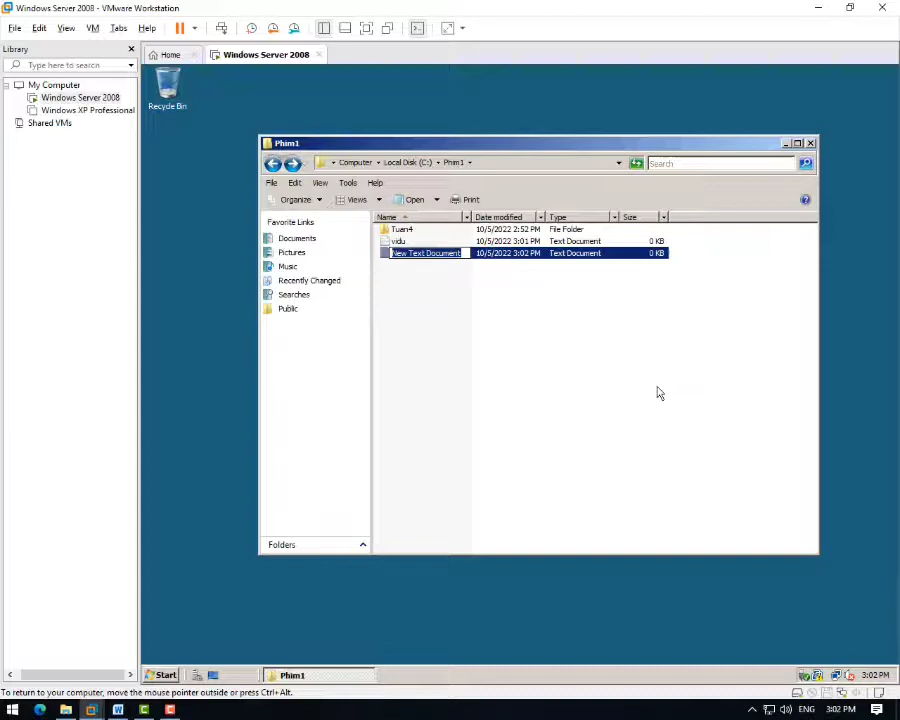 Windows Server 2008 - VMware Workstation
File Edit View VM Tabs Help
Library
Type here to search
My Computer
Windows Server 2008
Windows XP Professional
Shared VMs
Home
Windows Server 2008
Recycle Bin
Phim1
Computer Local Disk (C:) Phim1
Search
File Edit View Tools Help
Organize Views Open Print
Favorite Links
Documents
Pictures
Music
Recently Changed
Searches
Public
Folders
Name Date modified Type Size
Tuan4 10/5/2022 2:52 PM File Folder
vidu 10/5/2022 3:01 PM Text Document 0 KB
New Text Document 10/5/2022 3:02 PM Text Document 0 KB
Start
Phim1
3:02 PM
To return to your computer, move the mouse pointer outside or press Ctrl+Alt.
ENG 3:02 PM